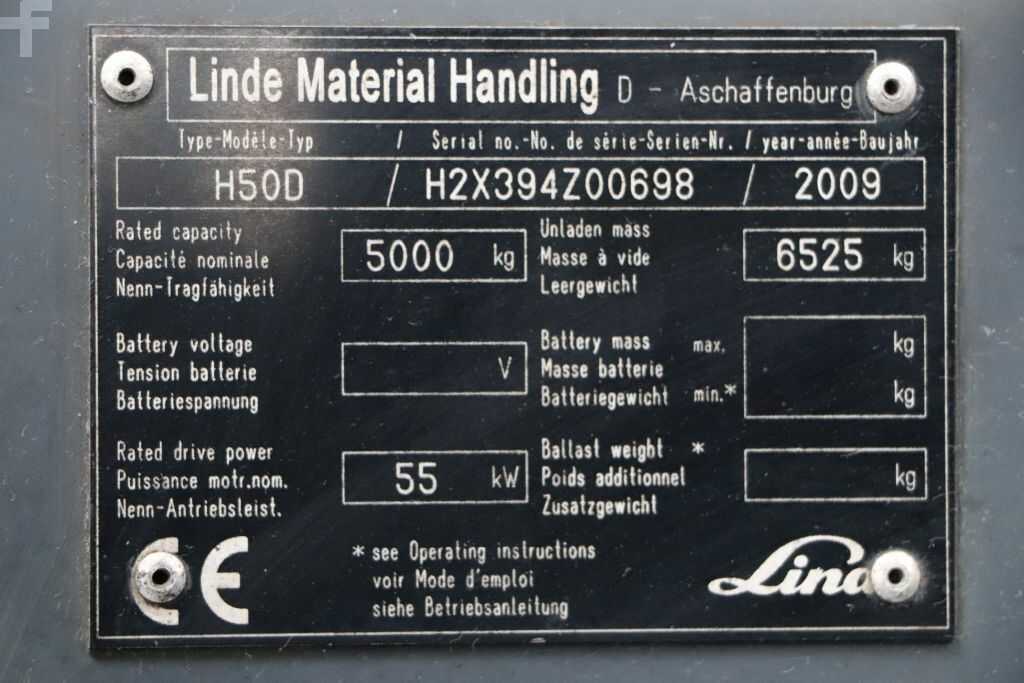 Linde Material Handling D - Aschaffenburg
Type-Modèle-Typ / Serial no.-No. de série-Serien-Nr. / year-année-Baujahr
H50D / H2X394Z00698 / 2009
Rated capacity
Capacité nominale
Nenn-Tragfähigkeit
5000 kg
Unladen mass
Masse à vide
Leergewicht
6525 kg
Battery voltage
Tension batterie
Batteriespannung
V
Battery mass max.
Masse batterie
Batteriegewicht min.*
kg
kg
Rated drive power
Puissance motr.nom.
Nenn-Antriebsleist.
55 kW
Ballast weight *
Poids additionnel
Zusatzgewicht
kg
CE
* see Operating instructions
voir Mode d'emploi
siehe Betriebsanleitung
Linde